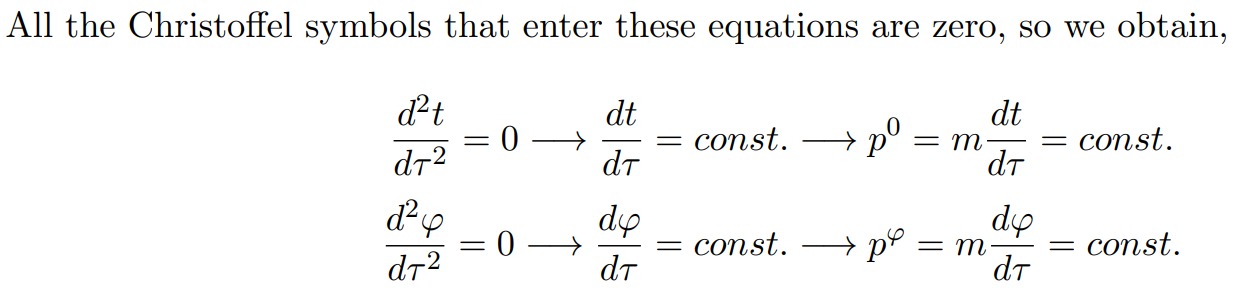 All the Christoffel symbols that enter these equations are zero, so we obtain,
d²t/dτ² = 0 ⟶ dt/dτ = const. ⟶ p⁰ = m dt/dτ = const.
d²φ/dτ² = 0 ⟶ dφ/dτ = const. ⟶ p^φ = m dφ/dτ = const.